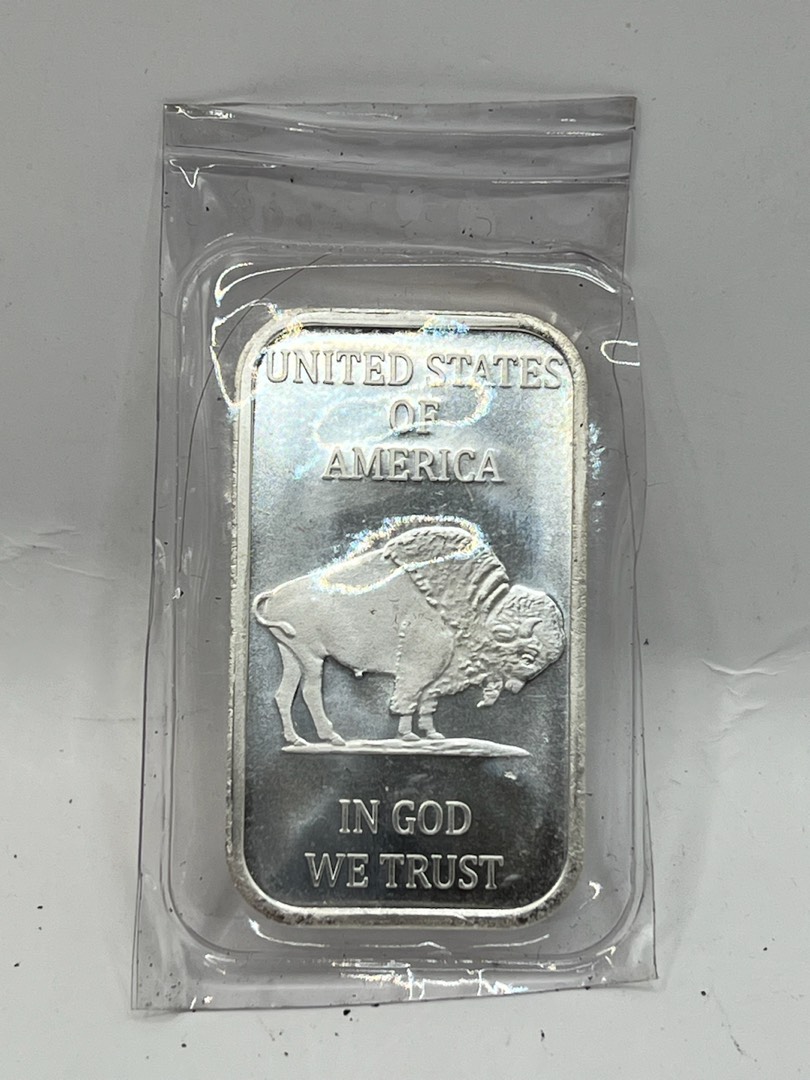 UNITED STATES
OF
AMERICA
IN GOD
WE TRUST